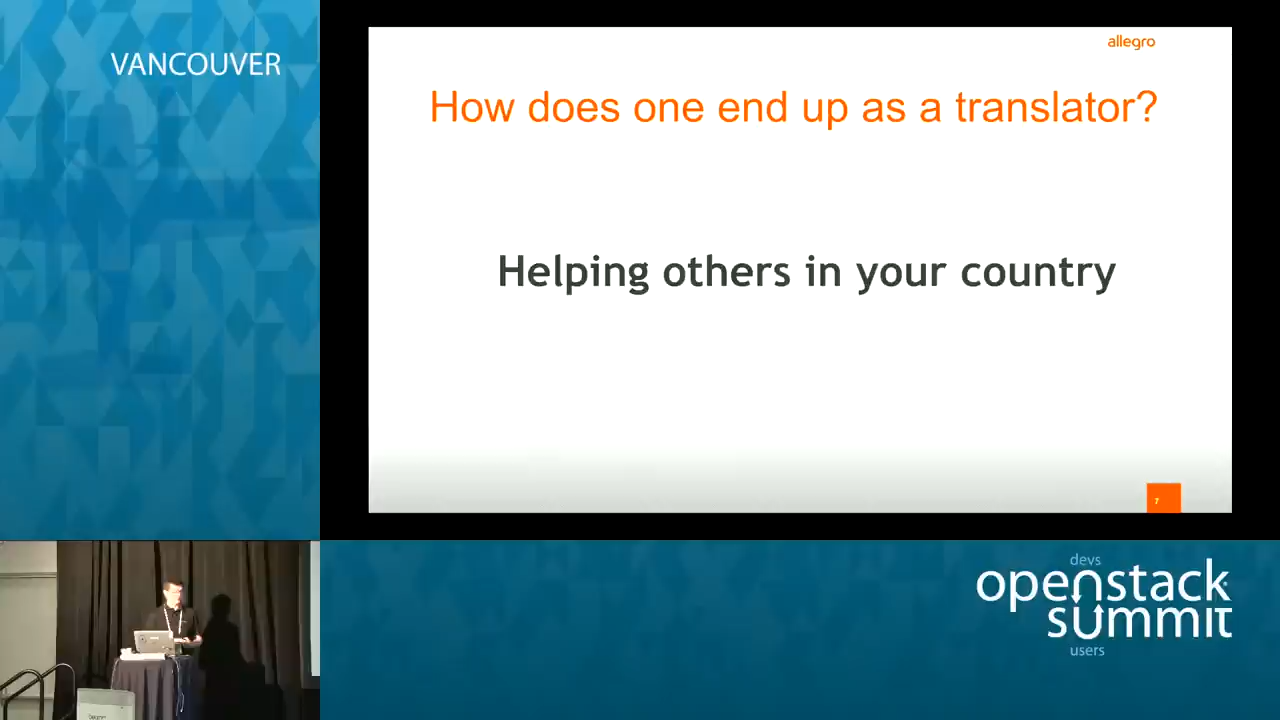 VANCOUVER
allegro
How does one end up as a translator?
Helping others in your country
7
devs
openstack
summit
users